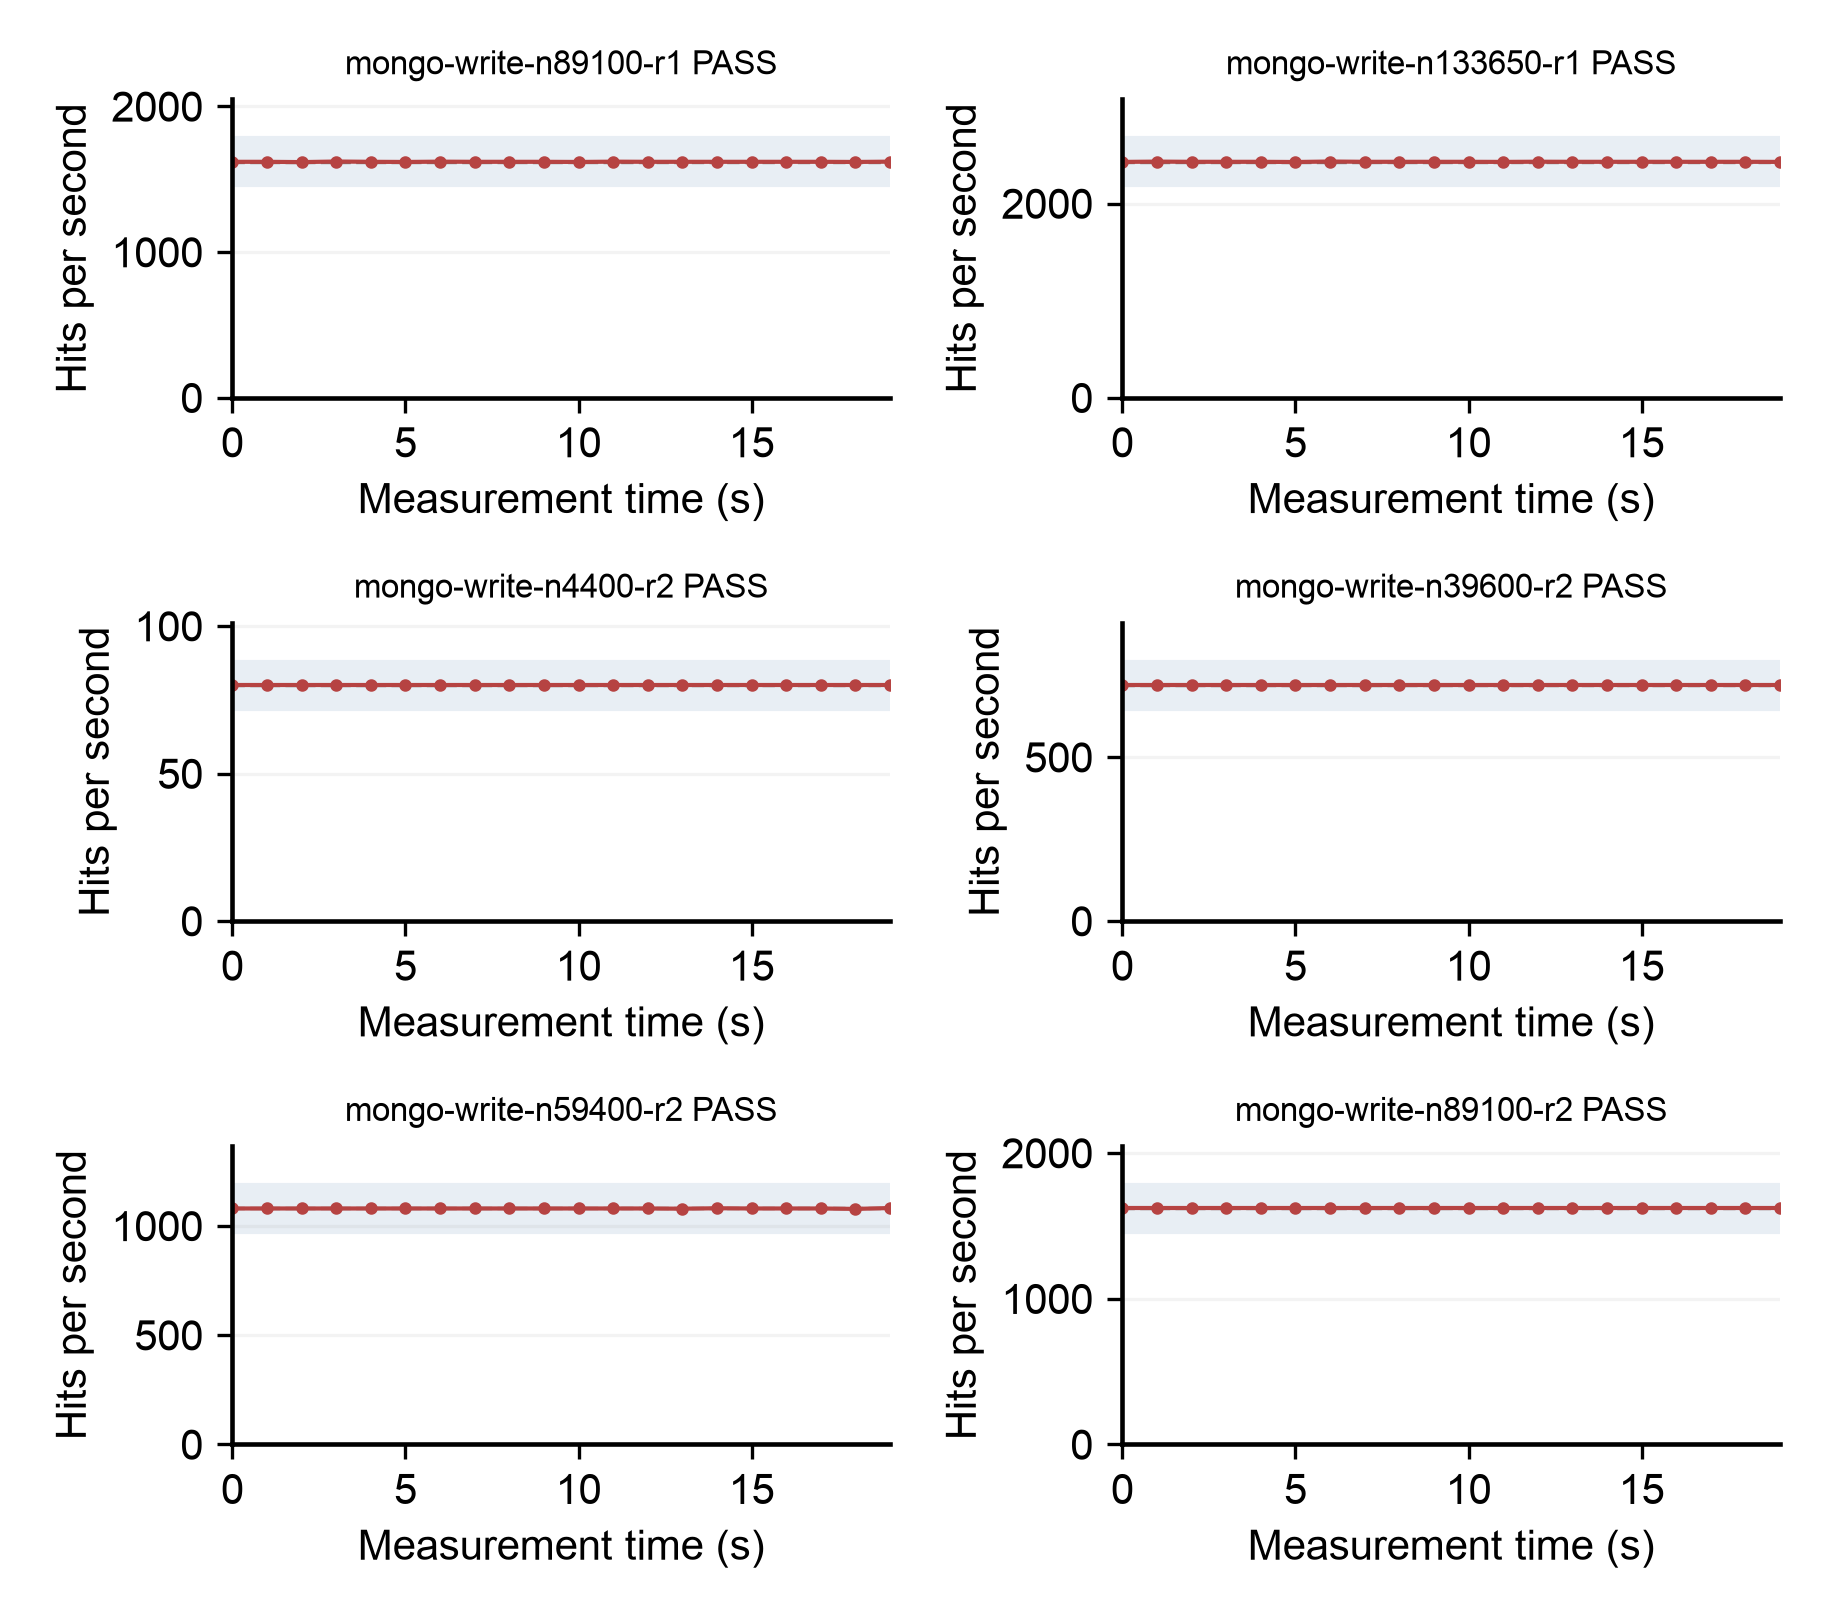 mongo-write-n89100-r1 PASS
Hits per second
2000
1000
0
0 5 10 15
Measurement time (s)
mongo-write-n133650-r1 PASS
Hits per second
2000
0
0 5 10 15
Measurement time (s)
mongo-write-n4400-r2 PASS
Hits per second
100
50
0
0 5 10 15
Measurement time (s)
mongo-write-n39600-r2 PASS
Hits per second
500
0
0 5 10 15
Measurement time (s)
mongo-write-n59400-r2 PASS
Hits per second
1000
500
0
0 5 10 15
Measurement time (s)
mongo-write-n89100-r2 PASS
Hits per second
2000
1000
0
0 5 10 15
Measurement time (s)